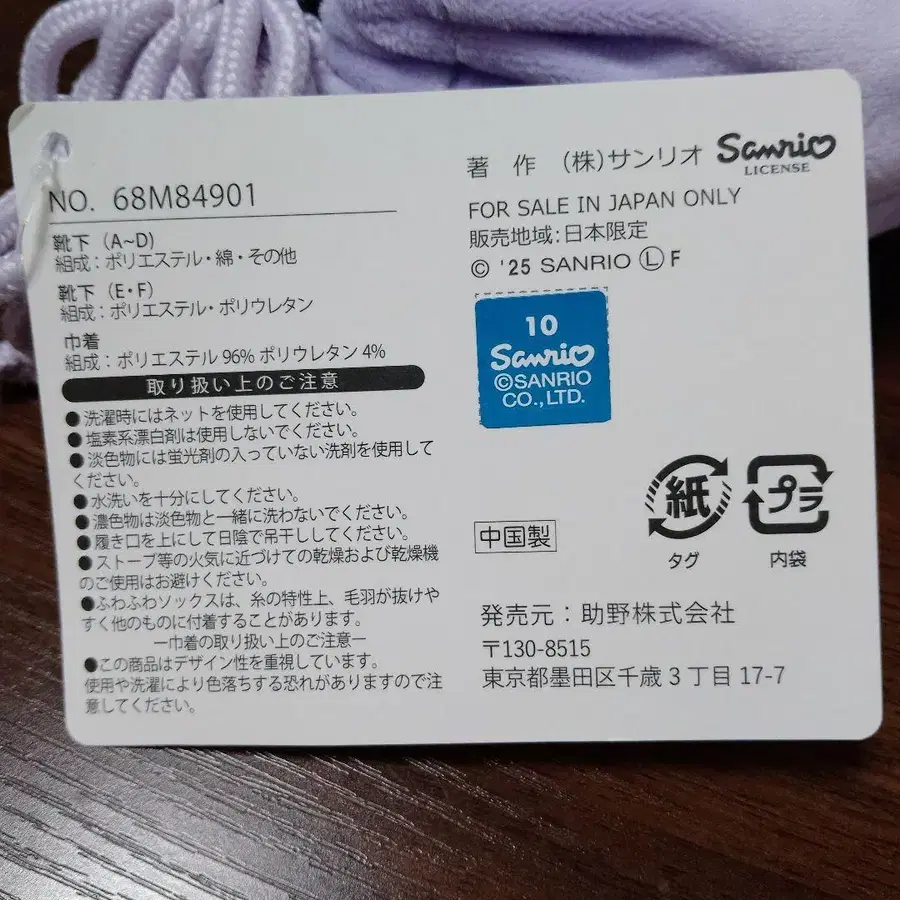 NO. 68M84901
靴下（A~D）
組成：ポリエステル・綿・その他
靴下（E・F）
組成：ポリエステル・ポリウレタン
巾着
組成：ポリエステル 96% ポリウレタン 4%
取り扱い上のご注意
●洗濯時にはネットを使用してください。
●塩素系漂白剤は使用しないでください。
●淡色物には蛍光剤の入っていない洗剤を使用して
ください。
●水洗いを十分にしてください。
●濃色物は淡色物と一緒に洗わないでください。
●履き口を上にして日陰で吊干ししてください。
●ストーブ等の火気に近づけての乾燥および乾燥機
のご使用はお避けください。
●ふわふわソックスは、糸の特性上、毛羽が抜けや
すく他のものに付着することがあります。
ー巾着の取り扱い上のご注意ー
●この商品はデザイン性を重視しています。
使用や洗濯により色落ちする恐れがありますので注
意してください。
著 作 （株）サンリオ Sanrio
LICENSE
FOR SALE IN JAPAN ONLY
販売地域：日本限定
© '25 SANRIO Ⓛ F
10
Sanrio
©SANRIO
CO.,LTD.
中国製
紙
タグ
プラ
内袋
発売元：助野株式会社
〒130-8515
東京都墨田区千歳 3 丁目 17-7